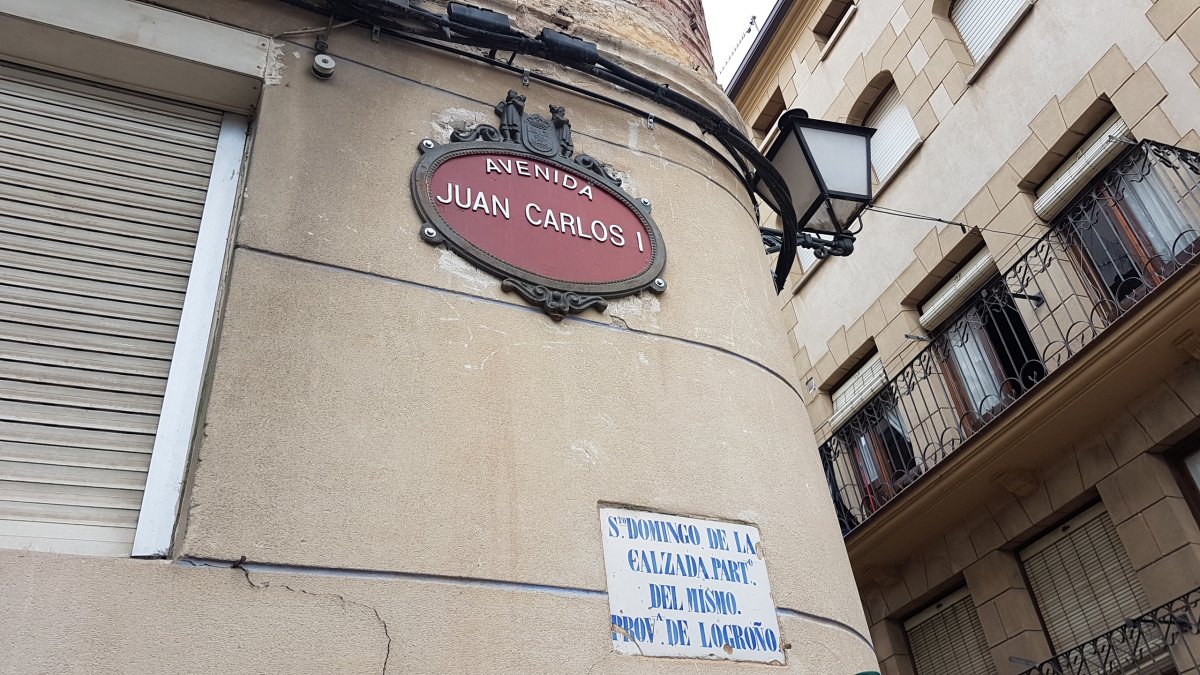 AVENIDA
JUAN CARLOS I
Sᵗᵒ. DOMINGO. DE LA
CALZADA. PARTº.
DEL MISMO.
PROVᴬ. DE LOGROÑO.